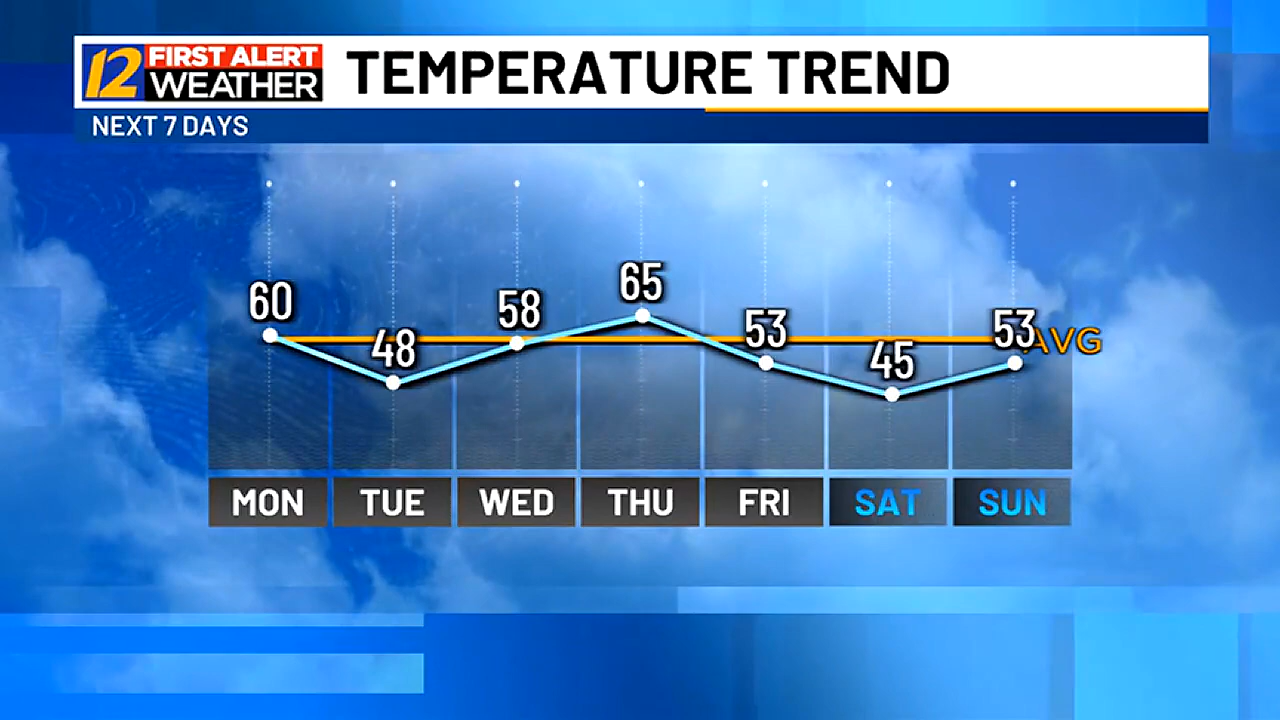 12 FIRST ALERT WEATHER
TEMPERATURE TREND
NEXT 7 DAYS
60 48 58 65 53 45 53 AVG
MON TUE WED THU FRI SAT SUN